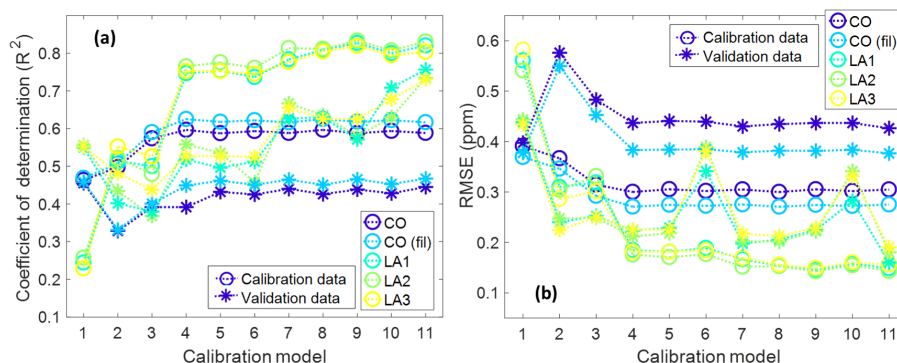 (a)
Coefficient of determination (R²)
0.9
0.8
0.7
0.6
0.5
0.4
0.3
0.2
0.1
1 2 3 4 5 6 7 8 9 10 11
Calibration model
Calibration data
Validation data
CO
CO (fil)
LA1
LA2
LA3
(b)
RMSE (ppm)
0.6
0.5
0.4
0.3
0.2
0.1
1 2 3 4 5 6 7 8 9 10 11
Calibration model
Calibration data
Validation data
CO
CO (fil)
LA1
LA2
LA3